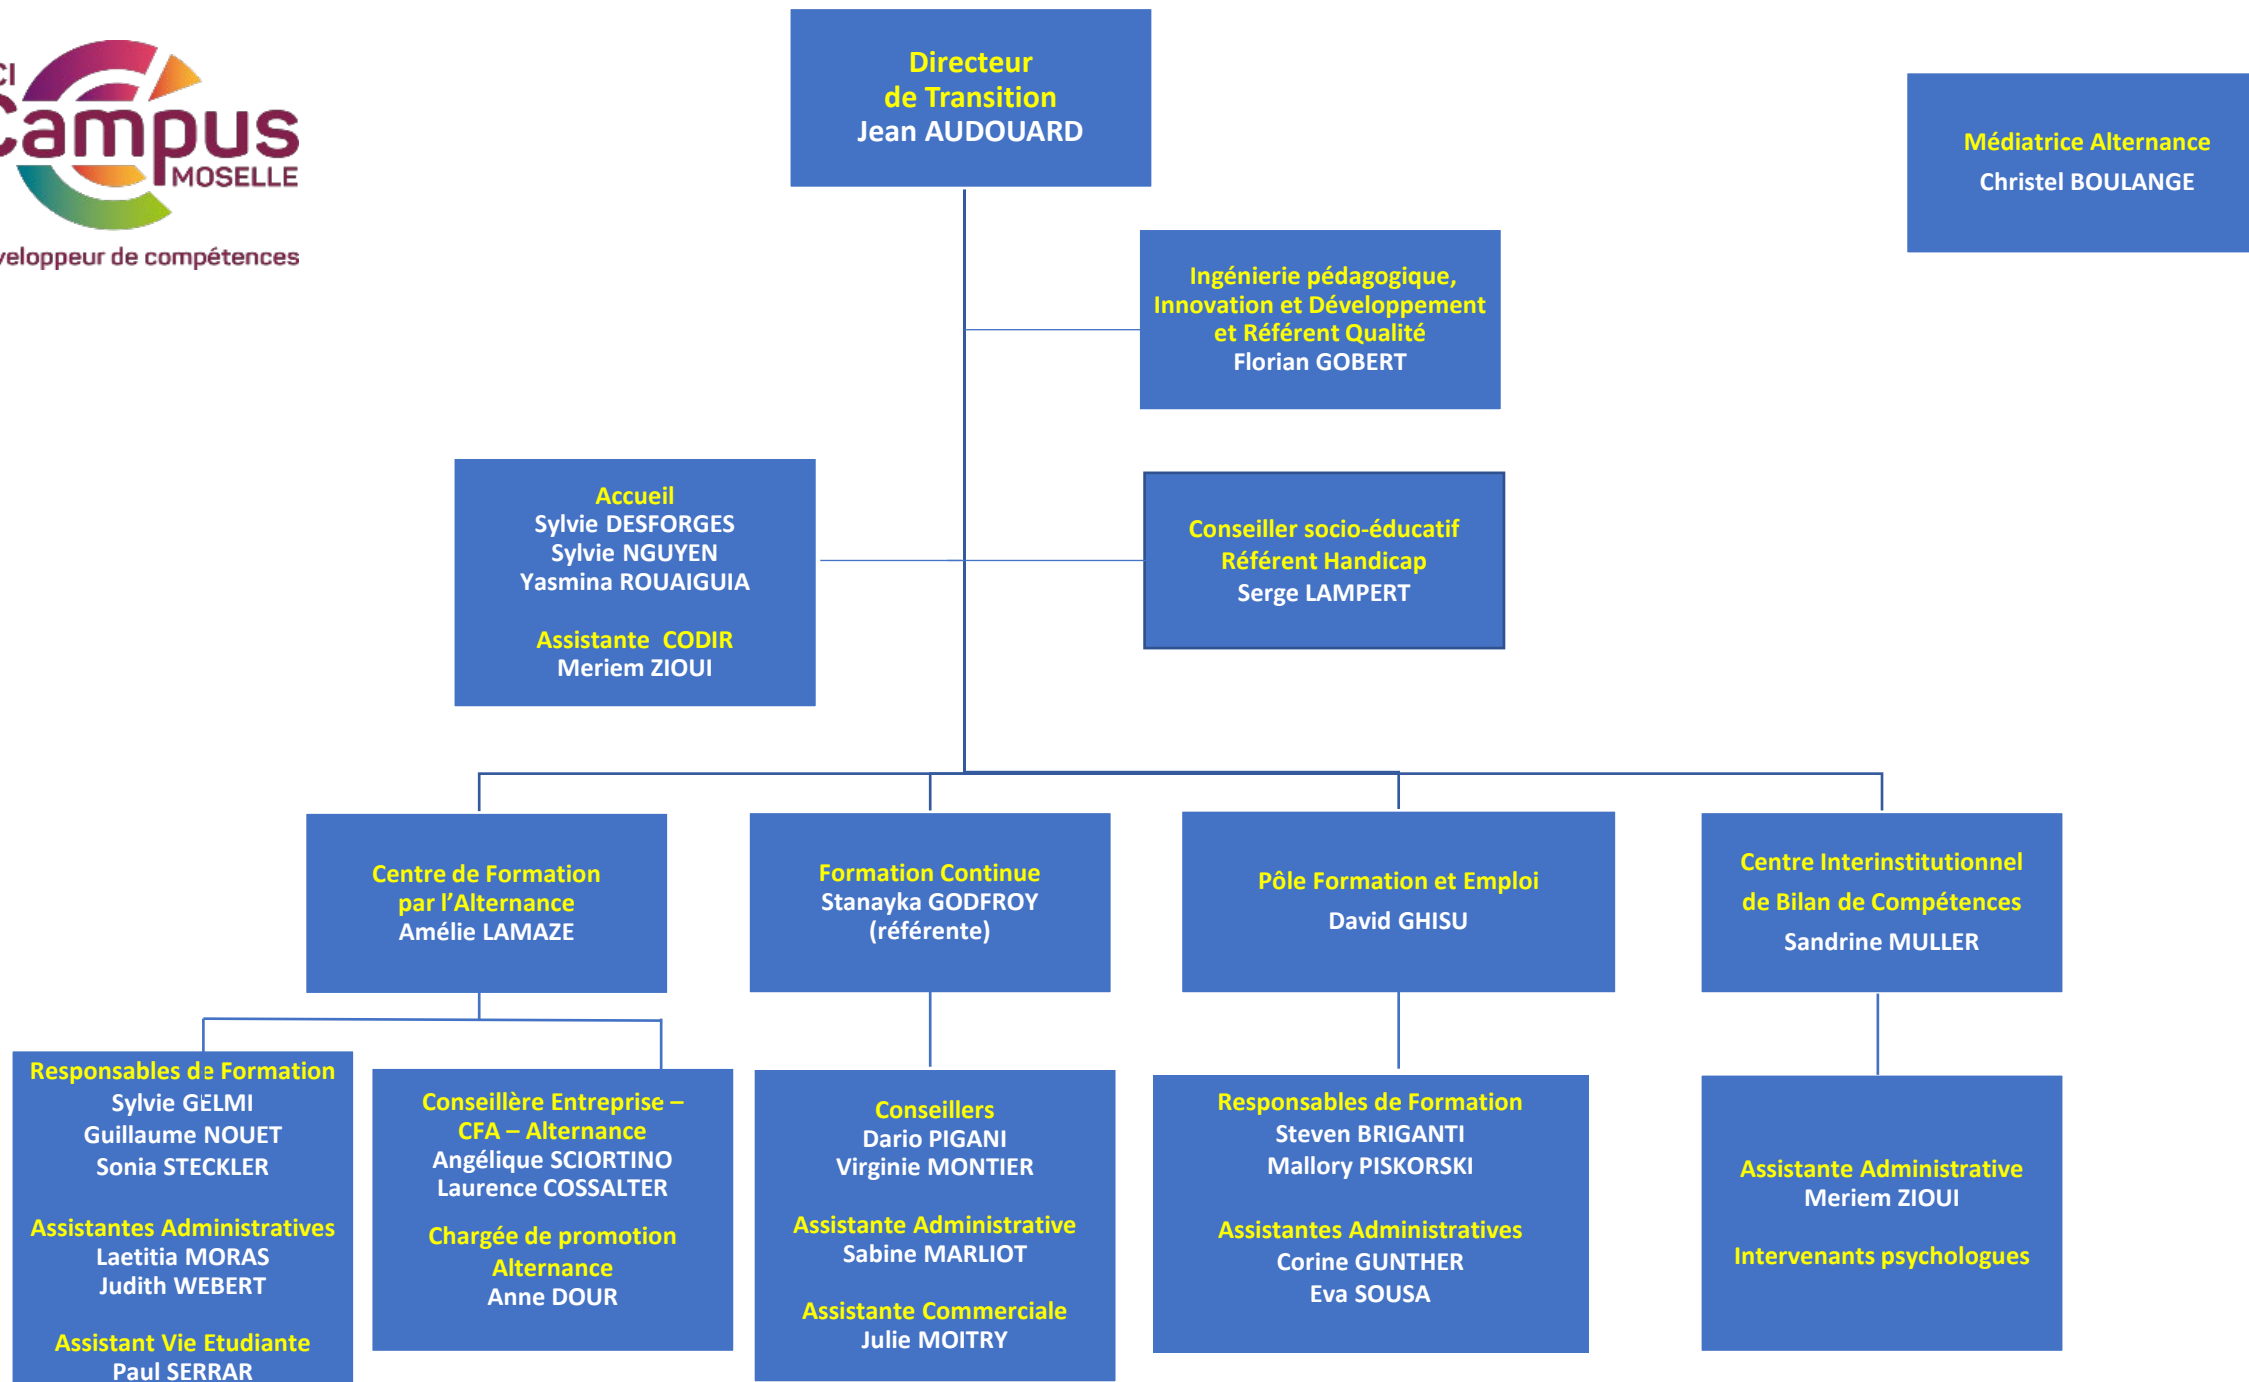 CI
Campus
MOSELLE
veloppeur de compétences
Directeur
de Transition
Jean AUDOUARD
Médiatrice Alternance
Christel BOULANGE
Ingénierie pédagogique,
Innovation et Développement
et Référent Qualité
Florian GOBERT
Accueil
Sylvie DESFORGES
Sylvie NGUYEN
Yasmina ROUAIGUIA
Assistante CODIR
Meriem ZIOUI
Conseiller socio-éducatif
Référent Handicap
Serge LAMPERT
Centre de Formation
par l'Alternance
Amélie LAMAZE
Formation Continue
Stanayka GODFROY
(référente)
Pôle Formation et Emploi
David GHISU
Centre Interinstitutionnel
de Bilan de Compétences
Sandrine MULLER
Responsables de Formation
Sylvie GELMI
Guillaume NOUET
Sonia STECKLER
Assistantes Administratives
Laetitia MORAS
Judith WEBERT
Assistant Vie Etudiante
Paul SERRAR
Conseillère Entreprise –
CFA – Alternance
Angélique SCIORTINO
Laurence COSSALTER
Chargée de promotion
Alternance
Anne DOUR
Conseillers
Dario PIGANI
Virginie MONTIER
Assistante Administrative
Sabine MARLIOT
Assistante Commerciale
Julie MOITRY
Responsables de Formation
Steven BRIGANTI
Mallory PISKORSKI
Assistantes Administratives
Corine GUNTHER
Eva SOUSA
Assistante Administrative
Meriem ZIOUI
Intervenants psychologues